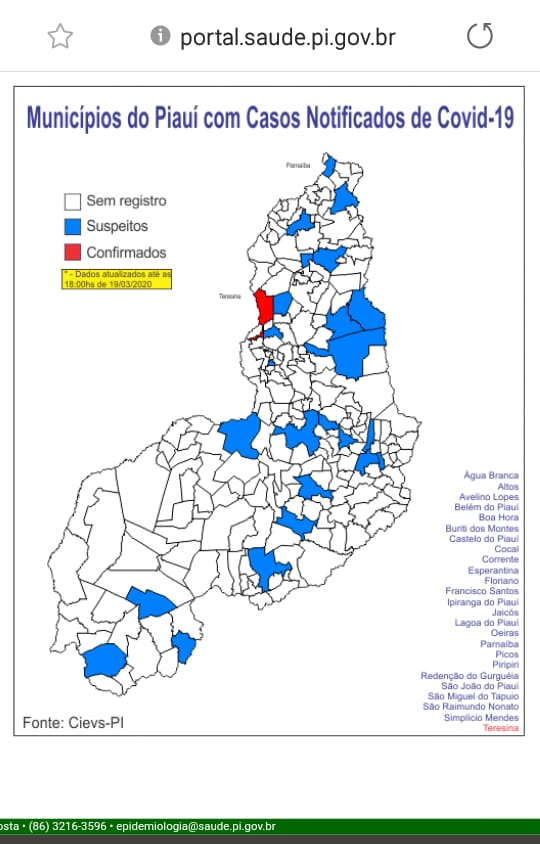 portal.saude.pi.gov.br
Municípios do Piauí com Casos Notificados de Covid-19
Parnaíba
Sem registro
Suspeitos
Confirmados
* - Dados atualizados até as
18:00hs de 19/03/2020
Teresina
Água Branca
Altos
Avelino Lopes
Belém do Piauí
Boa Hora
Buriti dos Montes
Castelo do Piauí
Cocal
Corrente
Esperantina
Floriano
Francisco Santos
Ipiranga do Piauí
Jaicós
Lagoa do Piauí
Oeiras
Parnaíba
Picos
Piripiri
Redenção do Gurguéia
São João do Piauí
São Miguel do Tapuio
São Raimundo Nonato
Simplício Mendes
Teresina
Fonte: Cievs-PI
osta • (86) 3216-3596 • epidemiologia@saude.pi.gov.br